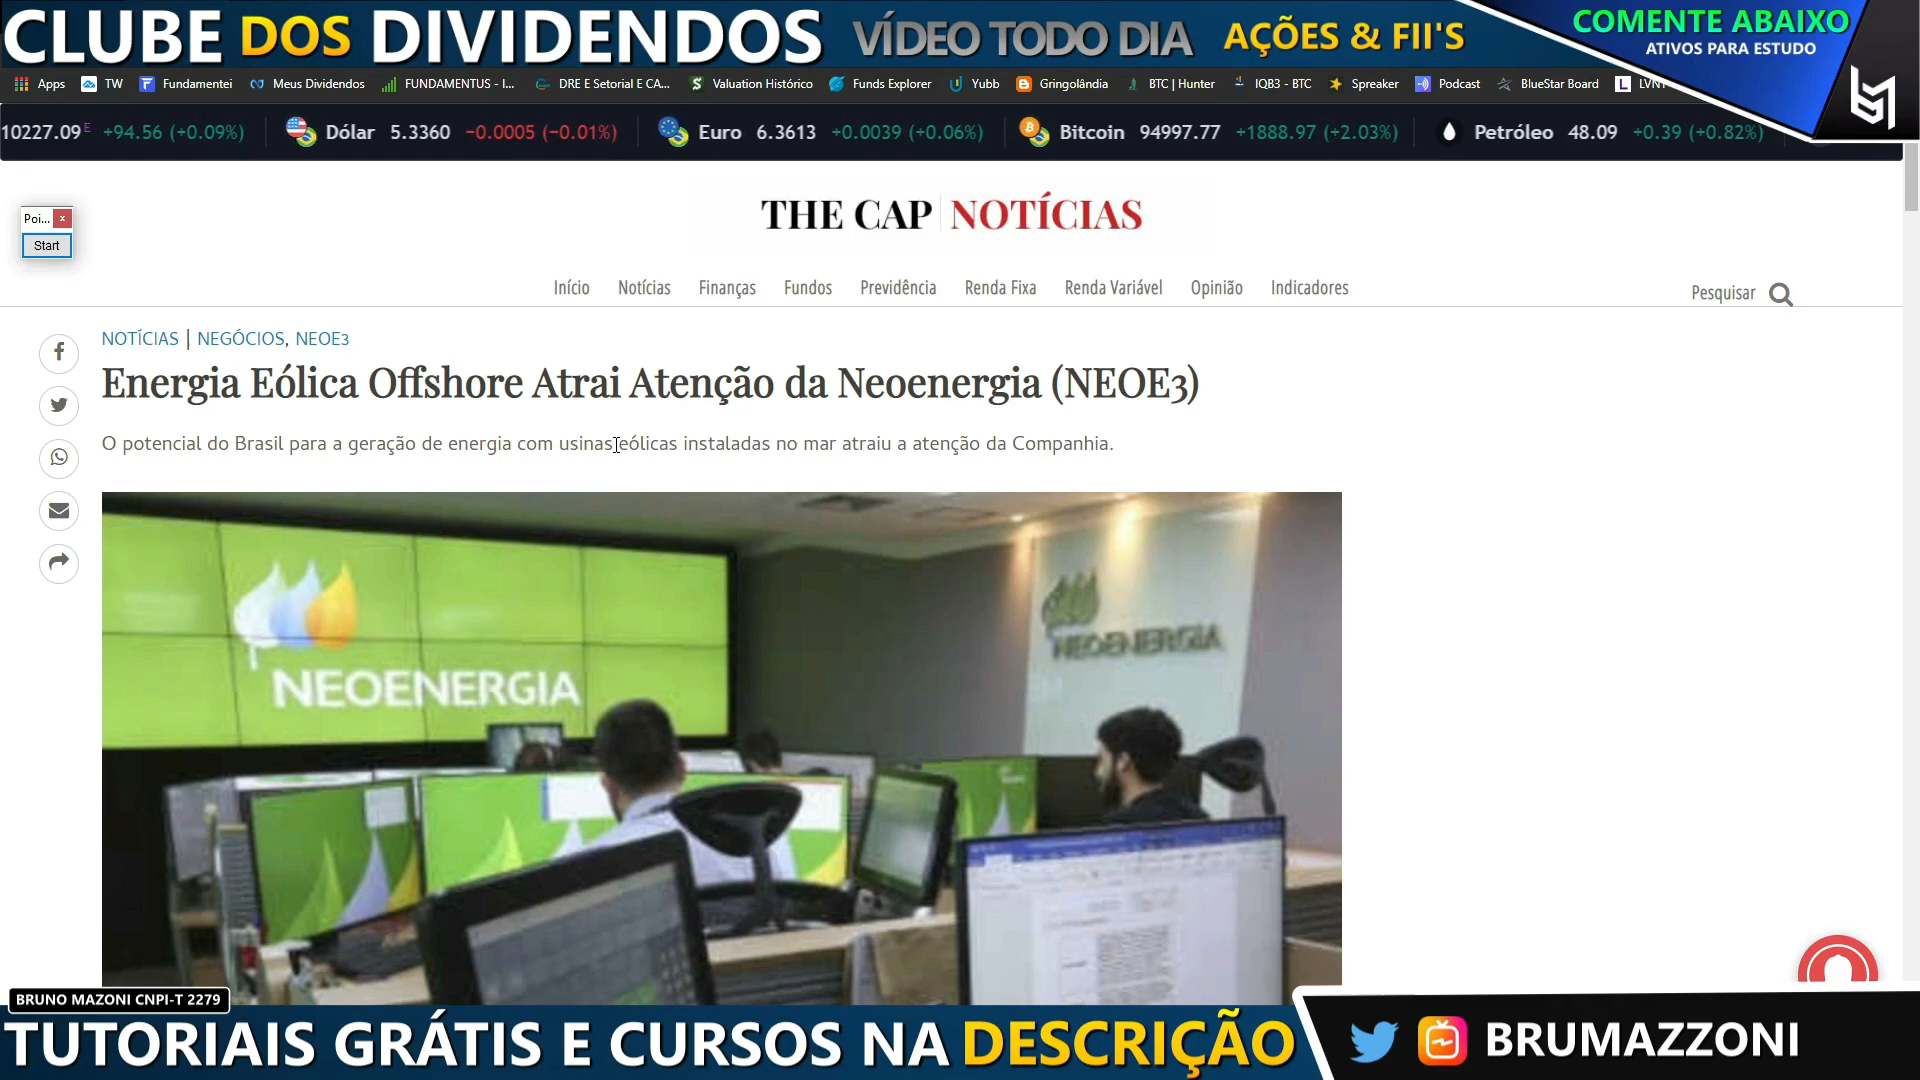 CLUBE DOS DIVIDENDOS VÍDEO TODO DIA AÇÕES & FII'S
COMENTE ABAIXO
ATIVOS PARA ESTUDO
Apps TW Fundamentei Meus Dividendos FUNDAMENTUS - I... DRE E Setorial E CA... Valuation Histórico Funds Explorer Yubb Gringolândia BTC | Hunter IQB3 - BTC Spreaker Podcast BlueStar Board
10227.09 E +94.56 (+0.09%) Dólar 5.3360 −0.0005 (−0.01%) Euro 6.3613 +0.0039 (+0.06%) Bitcoin 94997.77 +1888.97 (+2.03%) Petróleo 48.09 +0.39 (+0.82%)
THE CAP NOTÍCIAS
Poi... x
Start
Início Notícias Finanças Fundos Previdência Renda Fixa Renda Variável Opinião Indicadores
Pesquisar
NOTÍCIAS | NEGÓCIOS, NEOE3
Energia Eólica Offshore Atrai Atenção da Neoenergia (NEOE3)
O potencial do Brasil para a geração de energia com usinas eólicas instaladas no mar atraiu a atenção da Companhia.
NEOENERGIA
NEOENERGIA
BRUNO MAZONI CNPI-T 2279
TUTORIAIS GRÁTIS E CURSOS NA DESCRIÇÃO
BRUMAZZONI